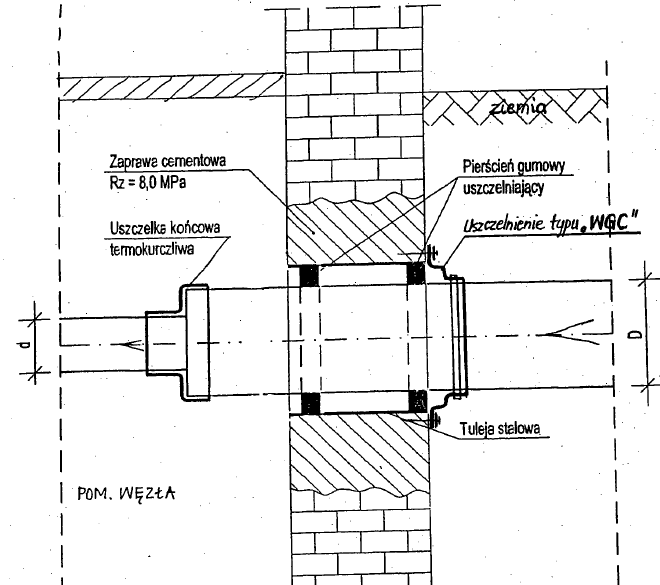 ziemia
Zaprawa cementowa
Rz = 8,0 MPa
Pierścień gumowy
uszczelniający
Uszczelka końcowa
termokurczliwa
Uszczelnienie typu „WGC"
d
D
Tuleja stalowa
POM. WĘZŁA